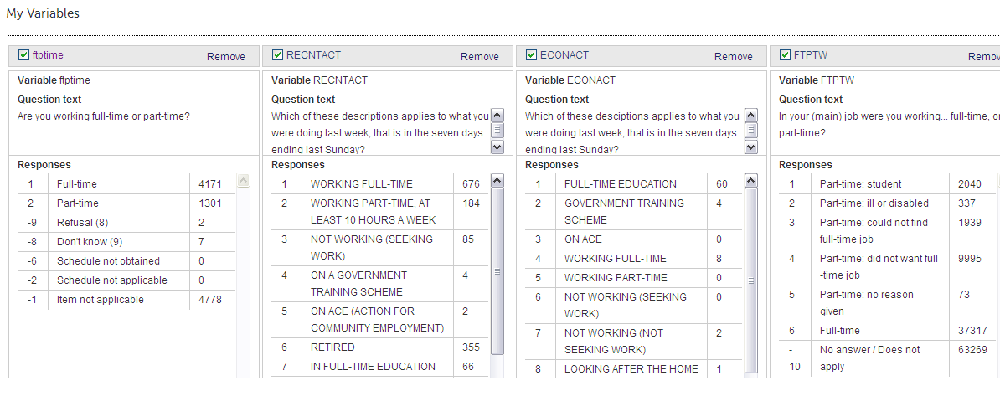 My Variables
ftptime Remove
Variable ftptime
Question text
Are you working full-time or part-time?
Responses
1 Full-time 4171
2 Part-time 1301
-9 Refusal (8) 2
-8 Don't know (9) 7
-6 Schedule not obtained 0
-2 Schedule not applicable 0
-1 Item not applicable 4778
RECNTACT Remove
Variable RECNTACT
Question text
Which of these descriptions applies to what you
were doing last week, that is in the seven days
ending last Sunday?
Responses
1 WORKING FULL-TIME 676
2 WORKING PART-TIME, AT 184
LEAST 10 HOURS A WEEK
3 NOT WORKING (SEEKING 85
WORK)
4 ON A GOVERNMENT 4
TRAINING SCHEME
5 ON ACE (ACTION FOR 2
COMMUNITY EMPLOYMENT)
6 RETIRED 355
7 IN FULL-TIME EDUCATION 66
ECONACT Remove
Variable ECONACT
Question text
Which of these desciptions applies to what you
were doing last week, that is in the seven days
ending last Sunday?
Responses
1 FULL-TIME EDUCATION 60
2 GOVERNMENT TRAINING 4
SCHEME
3 ON ACE 0
4 WORKING FULL-TIME 8
5 WORKING PART-TIME 0
6 NOT WORKING (SEEKING 0
WORK)
7 NOT WORKING (NOT 2
SEEKING WORK)
8 LOOKING AFTER THE HOME 1
FTPTW Remov
Variable FTPTW
Question text
In your (main) job were you working... full-time, or
part-time?
Responses
1 Part-time: student 2040
2 Part-time: ill or disabled 337
3 Part-time: could not find 1939
full-time job
4 Part-time: did not want full 9995
-time job
5 Part-time: no reason 73
given
6 Full-time 37317
- No answer / Does not 63269
10 apply